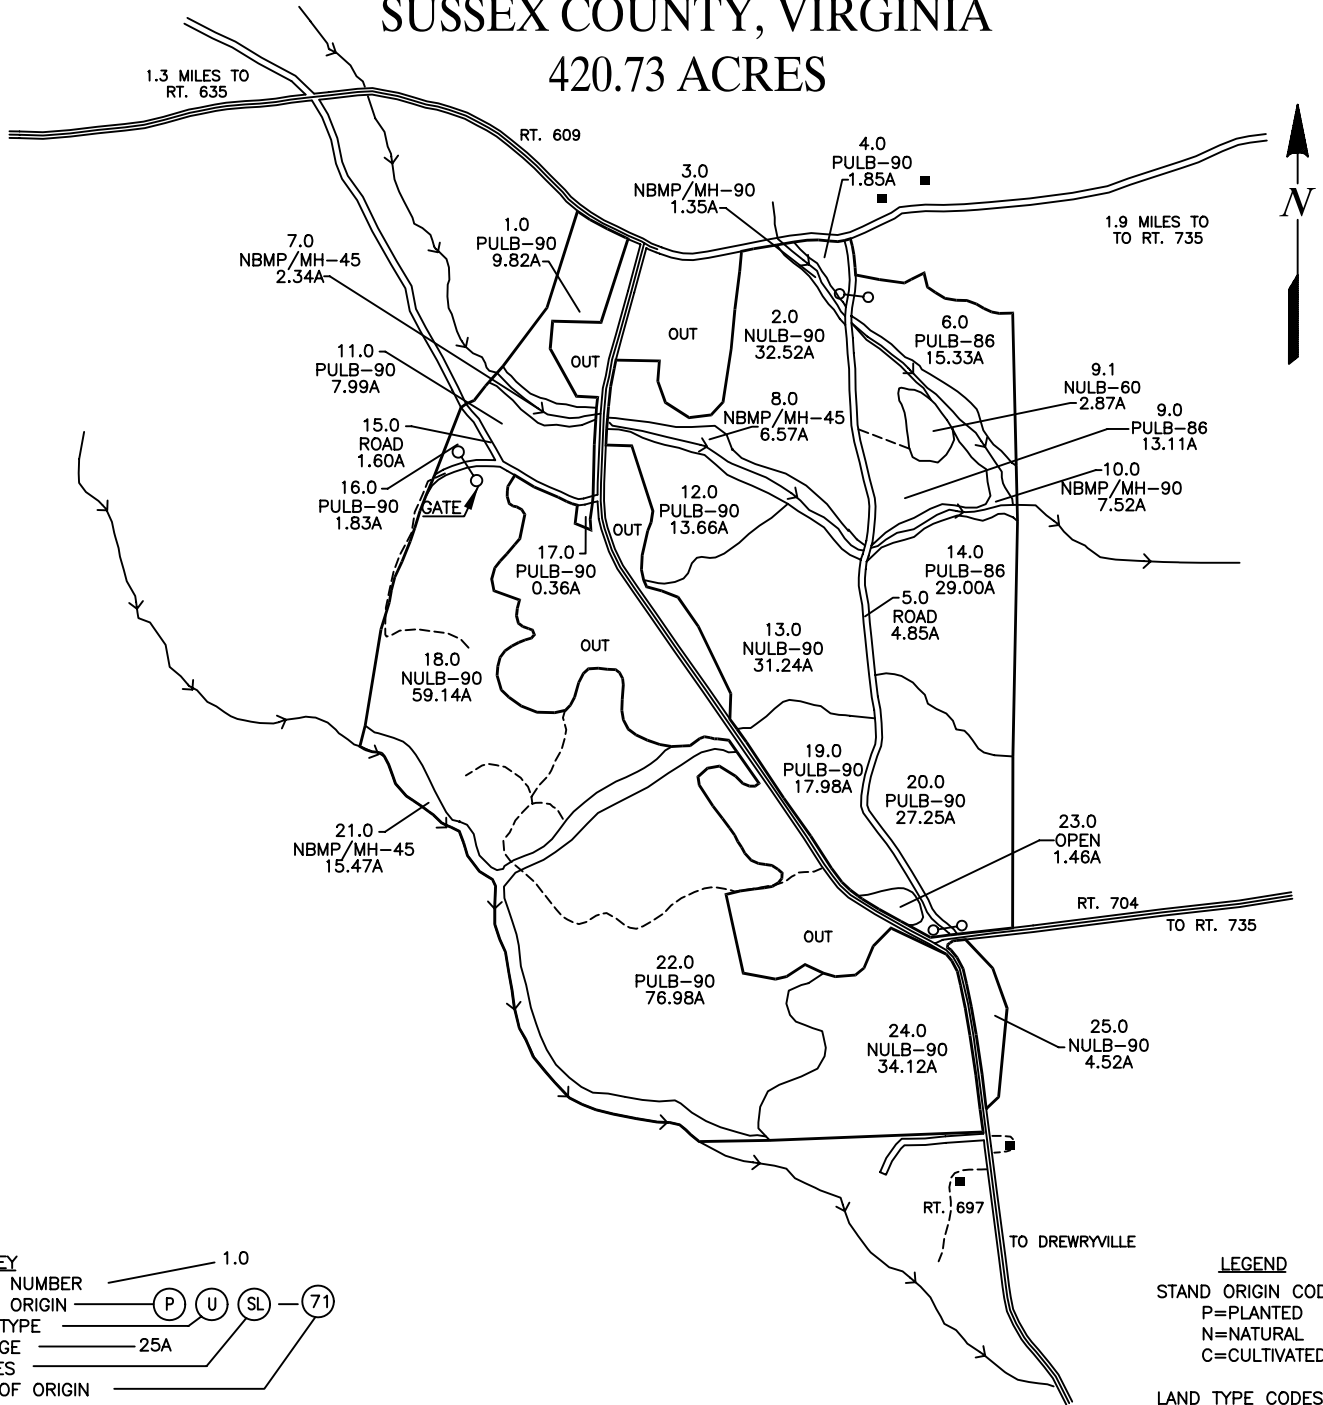 SUSSEX COUNTY, VIRGINIA
420.73 ACRES
1.3 MILES TO
RT. 635
RT. 609
4.0
PULB-90
1.85A
3.0
NBMP/MH-90
1.35A
N
1.9 MILES TO
TO RT. 735
1.0
PULB-90
9.82A
7.0
NBMP/MH-45
2.34A
OUT
2.0
NULB-90
32.52A
6.0
PULB-86
15.33A
11.0
PULB-90
7.99A
OUT
9.1
NULB-60
2.87A
8.0
NBMP/MH-45
6.57A
9.0
PULB-86
13.11A
15.0
ROAD
1.60A
10.0
NBMP/MH-90
7.52A
16.0
PULB-90
1.83A
GATE
12.0
PULB-90
13.66A
OUT
17.0
PULB-90
0.36A
14.0
PULB-86
29.00A
5.0
ROAD
4.85A
13.0
NULB-90
31.24A
OUT
18.0
NULB-90
59.14A
19.0
PULB-90
17.98A
20.0
PULB-90
27.25A
21.0
NBMP/MH-45
15.47A
23.0
OPEN
1.46A
RT. 704
TO RT. 735
OUT
22.0
PULB-90
76.98A
24.0
NULB-90
34.12A
25.0
NULB-90
4.52A
RT. 697
TO DREWRYVILLE
EY
1.0
NUMBER
ORIGIN P U SL - 71
TYPE
GE 25A
ES
OF ORIGIN
LEGEND
STAND ORIGIN COD
P=PLANTED
N=NATURAL
C=CULTIVATED
LAND TYPE CODES